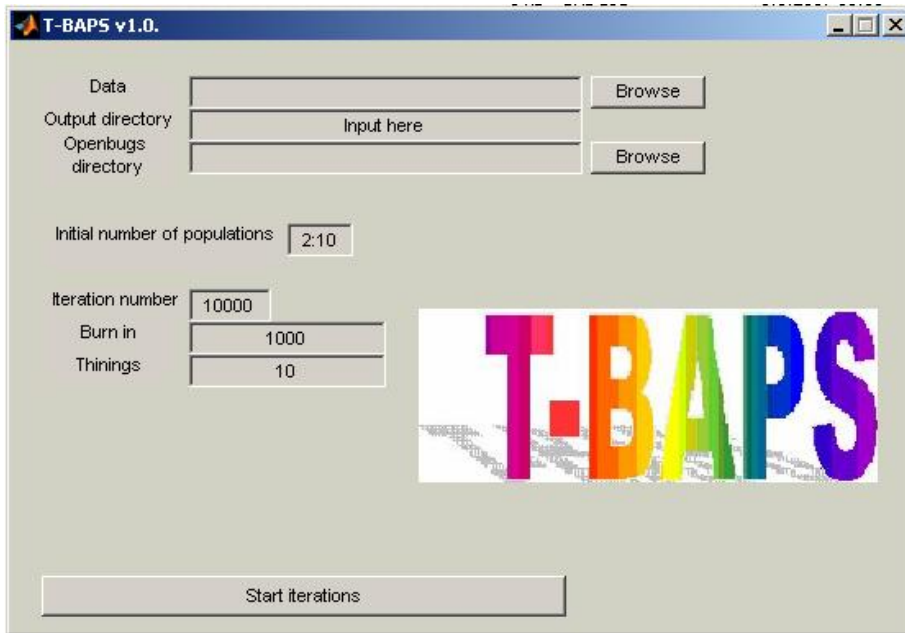 T-BAPS v1.0.
Data
Browse
Output directory
Input here
Openbugs
directory
Browse
Initial number of populations
2:10
Iteration number
10000
Burn in
1000
Thinings
10
T-BAPS
Start iterations